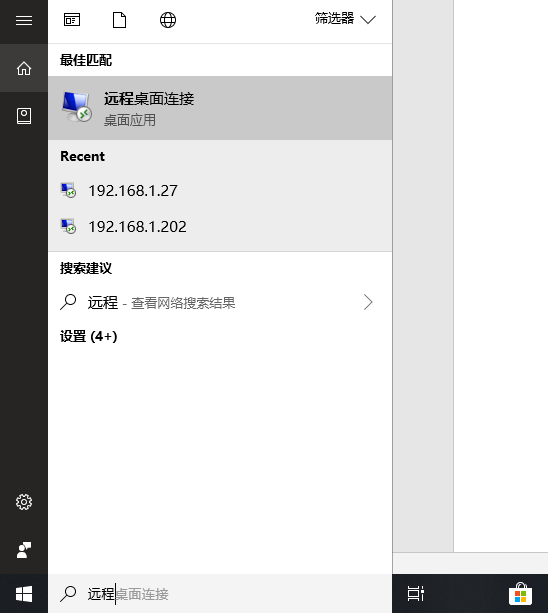 筛选器
最佳匹配
远程桌面连接
桌面应用
Recent
192.168.1.27
192.168.1.202
搜索建议
远程 - 查看网络搜索结果
设置 (4+)
远程桌面连接